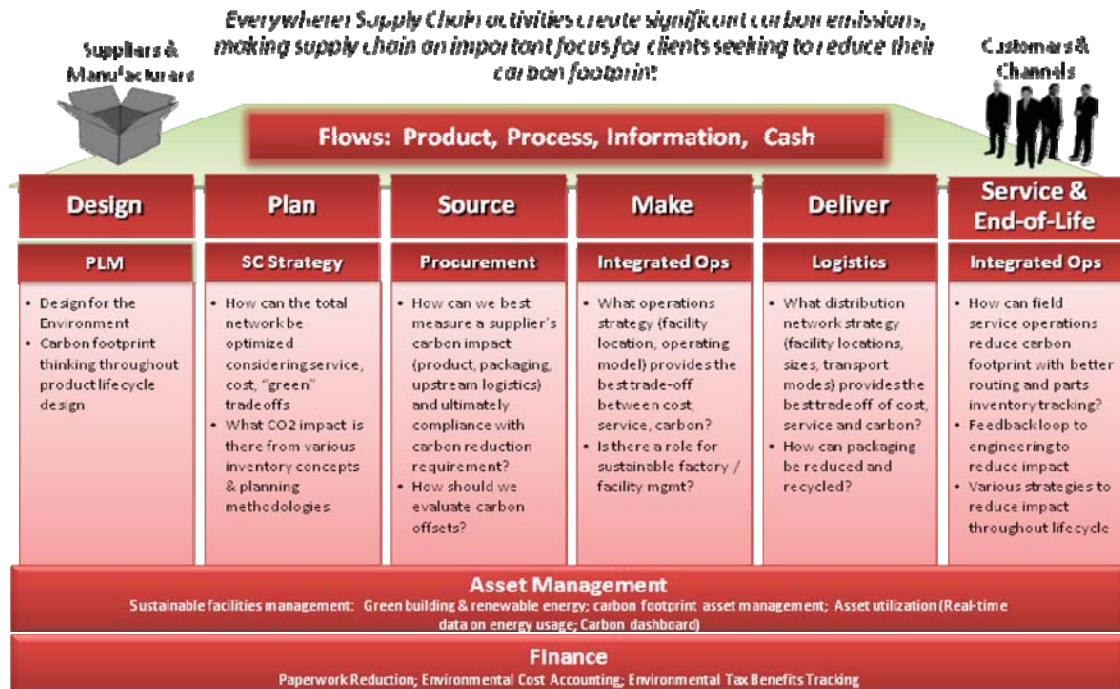 Everywhere! Supply Chain activities create significant carbon emissions,
making supply chain an important focus for clients seeking to reduce their
carbon footprint!
Suppliers &
Manufacturers
Customers &
Channels
Flows: Product, Process, Information, Cash
Design
PLM
• Design for the
Environment
• Carbon footprint
thinking throughout
product lifecycle
design
Plan
SC Strategy
• How can the total
network be
optimized
considering service,
cost, "green"
tradeoffs
• What CO2 impact is
there from various
inventory concepts
& planning
methodologies
Source
Procurement
• How can we best
measure a supplier's
carbon impact
(product, packaging,
upstream logistics)
and ultimately
compliance with
carbon reduction
requirement?
• How should we
evaluate carbon
offsets?
Make
Integrated Ops
• What operations
strategy (facility
location, operating
model) provides the
best trade-off
between cost,
service, carbon?
• Is there a role for
sustainable factory /
facility mgmt?
Deliver
Logistics
• What distribution
network strategy
(facility locations,
sizes, transport
modes) provides the
best tradeoff of cost,
service and carbon?
• How can packaging
be reduced and
recycled?
Service &
End-of-Life
Integrated Ops
• How can field
service operations
reduce carbon
footprint with better
routing and parts
inventory tracking?
• Feedback loop to
engineering to
reduce impact
• Various strategies to
reduce impact
throughout lifecycle
Asset Management
Sustainable facilities management: Green building & renewable energy; carbon footprint asset management; Asset utilization (Real-time
data on energy usage; Carbon dashboard)
Finance
Paperwork Reduction; Environmental Cost Accounting; Environmental Tax Benefits Tracking